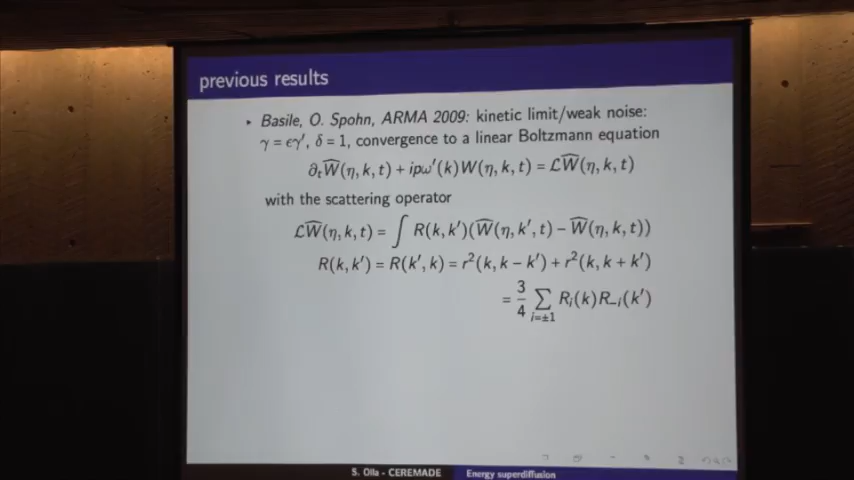 previous results
▸ Basile, O. Spohn, ARMA 2009: kinetic limit/weak noise:
γ = ϵγ′, δ = 1, convergence to a linear Boltzmann equation
∂ₜŴ(η, k, t) + ipω′(k)W(η, k, t) = ℒŴ(η, k, t)
with the scattering operator
ℒŴ(η, k, t) = ∫ R(k, k′)(Ŵ(η, k′, t) − Ŵ(η, k, t))
R(k, k′) = R(k′, k) = r²(k, k − k′) + r²(k, k + k′)
= 3/4 ∑_{i=±1} Rᵢ(k)R₋ᵢ(k′)
S. Olla - CEREMADE Energy superdiffusion